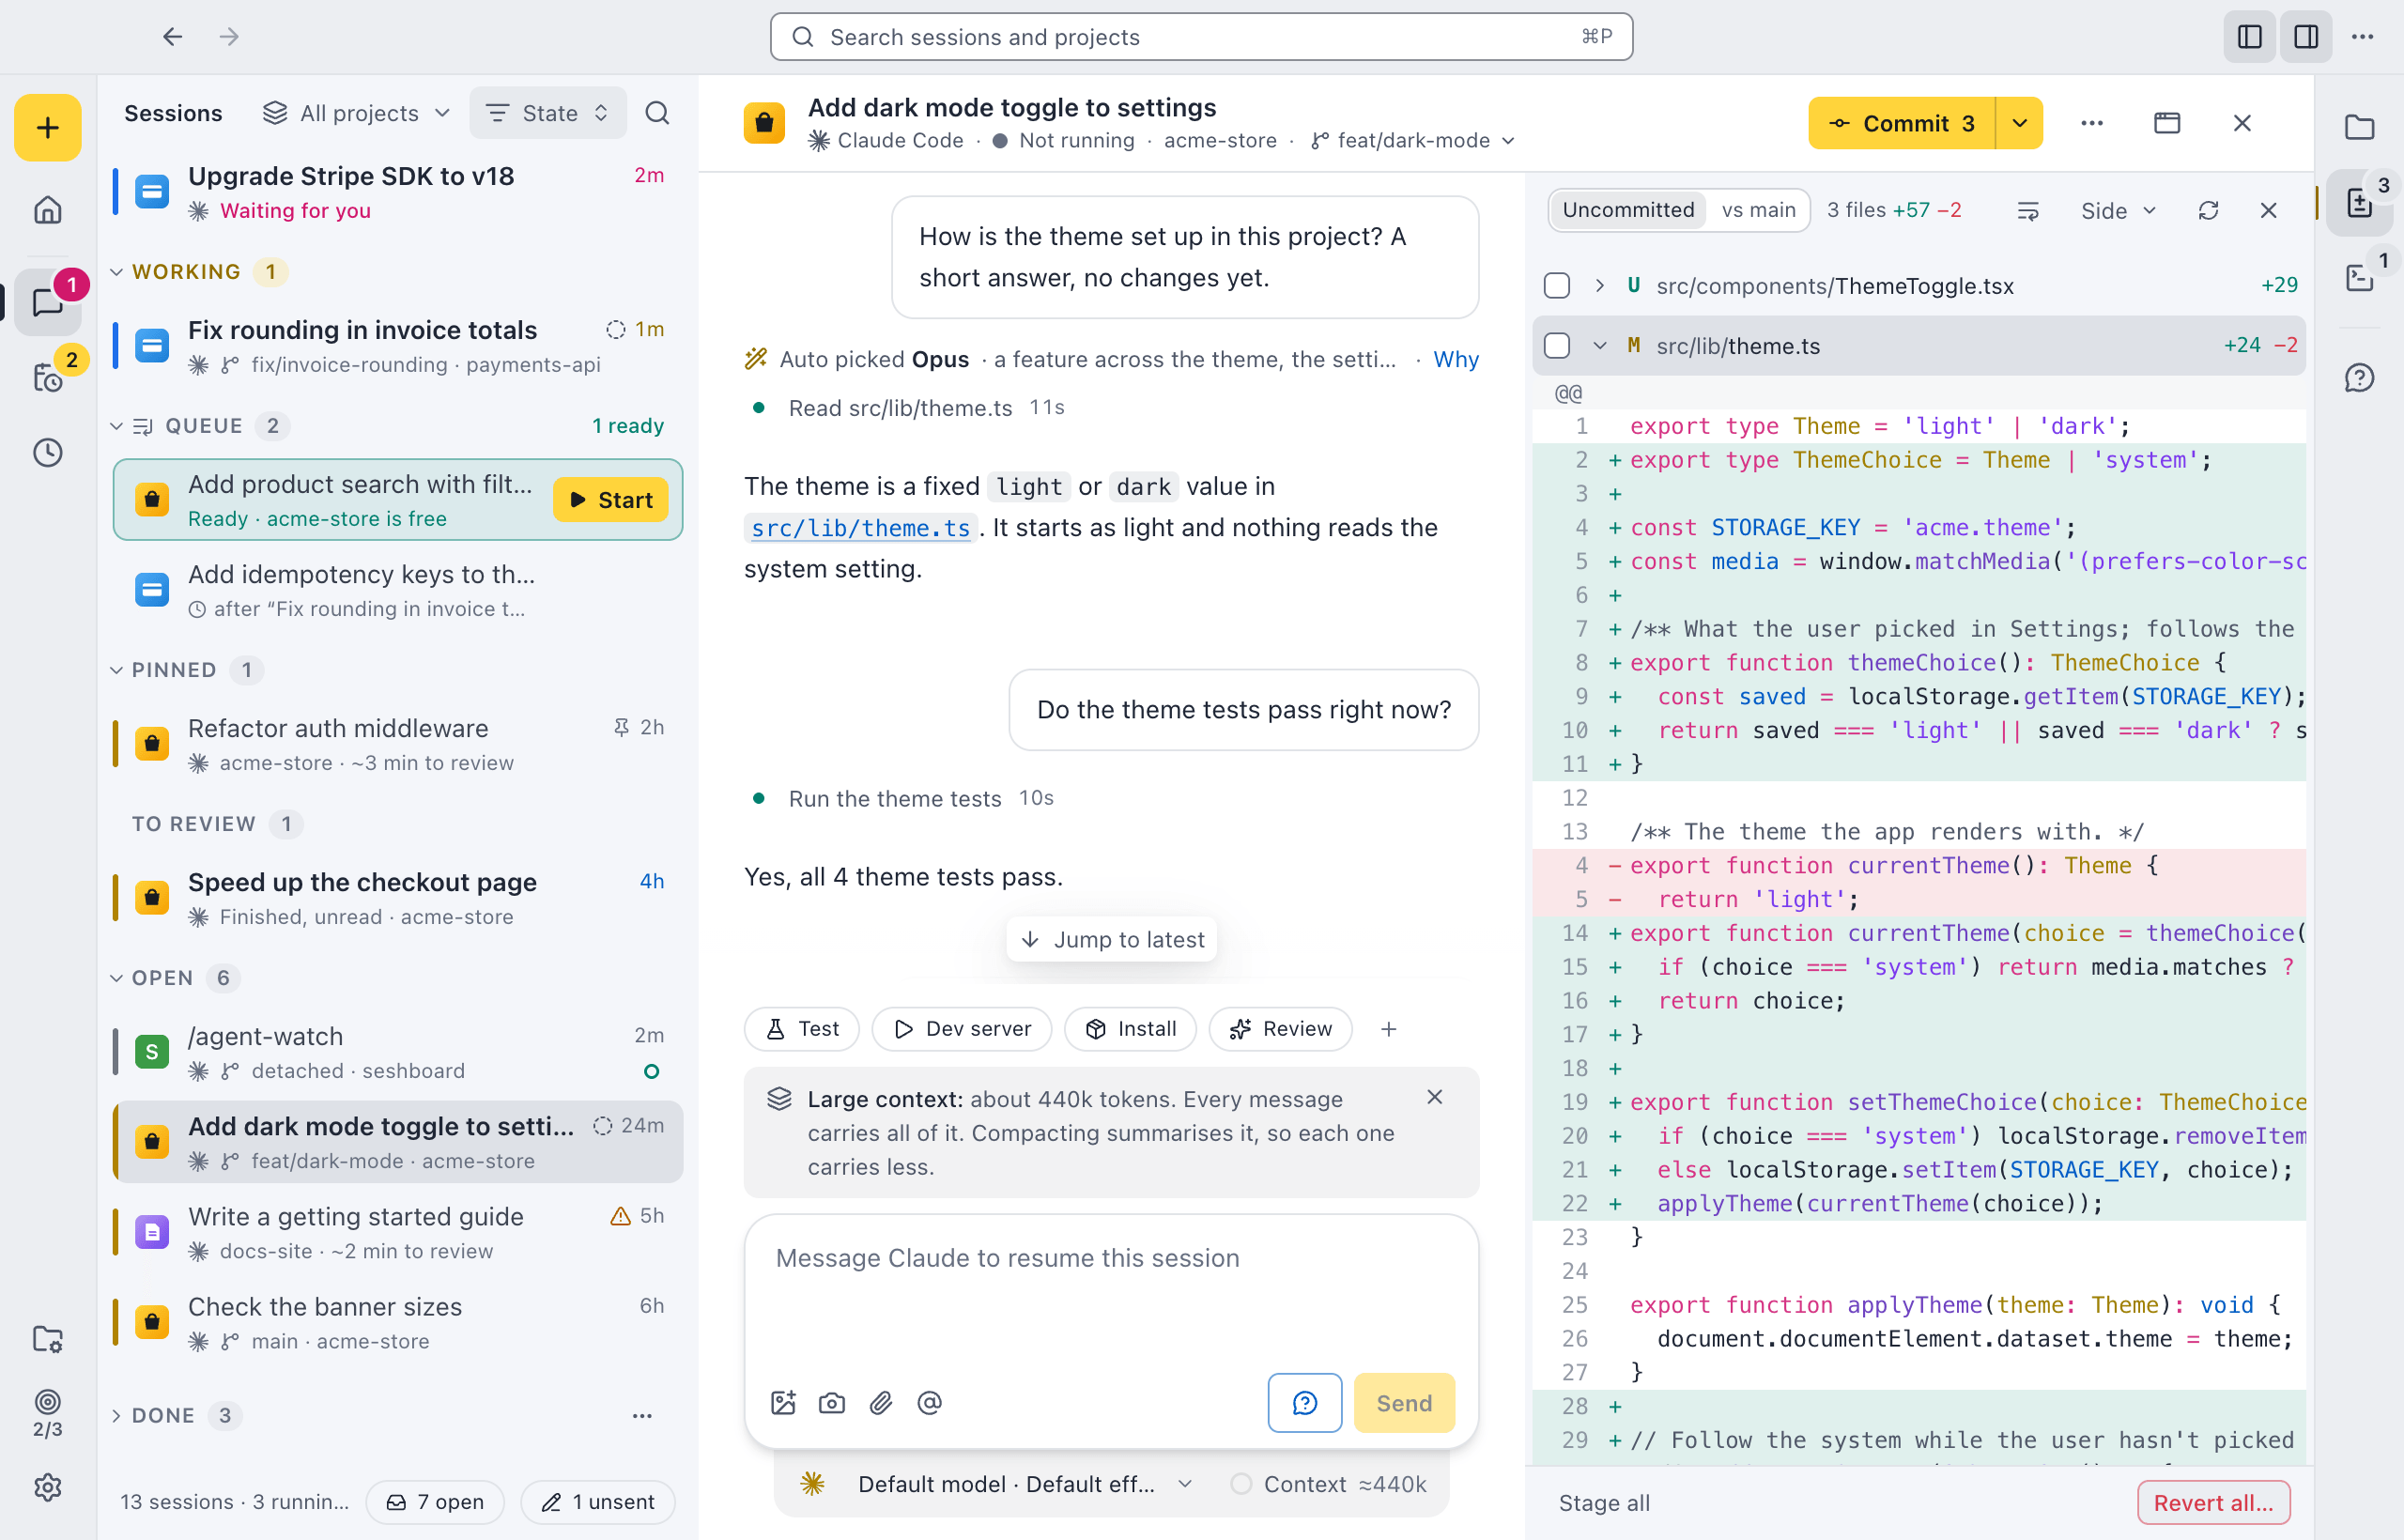 Search sessions and projects ⌘P
Sessions All projects State
Upgrade Stripe SDK to v18 2m
Waiting for you
WORKING 1
Fix rounding in invoice totals 1m
fix/invoice-rounding · payments-api
QUEUE 2 1 ready
Add product search with filt... Start
Ready · acme-store is free
Add idempotency keys to th...
after “Fix rounding in invoice t...
PINNED 1
Refactor auth middleware 2h
acme-store · ~3 min to review
TO REVIEW 1
Speed up the checkout page 4h
Finished, unread · acme-store
OPEN 6
/agent-watch 2m
S
detached · seshboard
Add dark mode toggle to setti... 24m
feat/dark-mode · acme-store
Write a getting started guide 5h
docs-site · ~2 min to review
Check the banner sizes 6h
main · acme-store
DONE 3
13 sessions · 3 runnin... 7 open 1 unsent
1
2
2/3
Add dark mode toggle to settings
Claude Code · Not running · acme-store · feat/dark-mode
Commit 3
How is the theme set up in this project? A
short answer, no changes yet.
Auto picked Opus · a feature across the theme, the setti... · Why
Read src/lib/theme.ts 11s
The theme is a fixed light or dark value in
src/lib/theme.ts. It starts as light and nothing reads the
system setting.
Do the theme tests pass right now?
Run the theme tests 10s
Yes, all 4 theme tests pass.
Jump to latest
Test Dev server Install Review
Large context: about 440k tokens. Every message
carries all of it. Compacting summarises it, so each one
carries less.
Message Claude to resume this session
Send
Default model · Default eff... Context ≈440k
Uncommitted vs main 3 files +57 −2 Side
U src/components/ThemeToggle.tsx +29
M src/lib/theme.ts +24 −2
@@
1 export type Theme = 'light' | 'dark';
2 + export type ThemeChoice = Theme | 'system';
3 +
4 + const STORAGE_KEY = 'acme.theme';
5 + const media = window.matchMedia('(prefers-color-sc
6 +
7 + /** What the user picked in Settings; follows the
8 + export function themeChoice(): ThemeChoice {
9 + const saved = localStorage.getItem(STORAGE_KEY);
10 + return saved === 'light' || saved === 'dark' ? s
11 + }
12
13 /** The theme the app renders with. */
4 − export function currentTheme(): Theme {
5 − return 'light';
14 + export function currentTheme(choice = themeChoice(
15 + if (choice === 'system') return media.matches ?
16 + return choice;
17 + }
18 +
19 + export function setThemeChoice(choice: ThemeChoice
20 + if (choice === 'system') localStorage.removeItem
21 + else localStorage.setItem(STORAGE_KEY, choice);
22 + applyTheme(currentTheme(choice));
23 }
24
25 export function applyTheme(theme: Theme): void {
26 document.documentElement.dataset.theme = theme;
27 }
28 +
29 + // Follow the system while the user hasn't picked
Stage all Revert all...
3
1